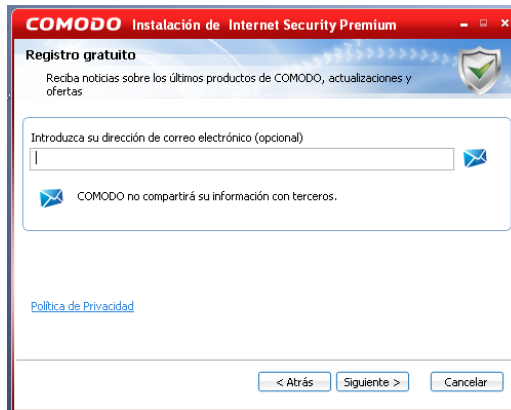 COMODO Instalación de Internet Security Premium
Registro gratuito
Reciba noticias sobre los últimos productos de COMODO, actualizaciones y
ofertas
Introduzca su dirección de correo electrónico (opcional)
COMODO no compartirá su información con terceros.
Política de Privacidad
< Atrás Siguiente > Cancelar